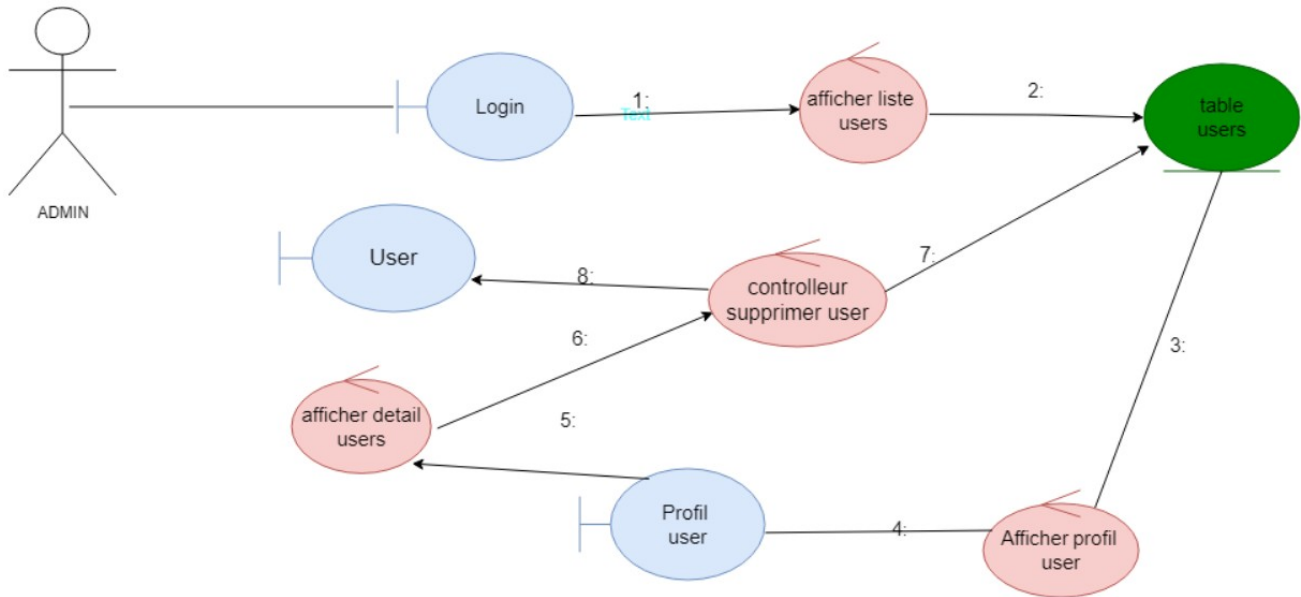 ADMIN
Login
1:
Text
afficher liste
users
2:
table
users
User
8:
controlleur
supprimer user
7:
6:
3:
afficher detail
users
5:
Profil
user
4:
Afficher profil
user